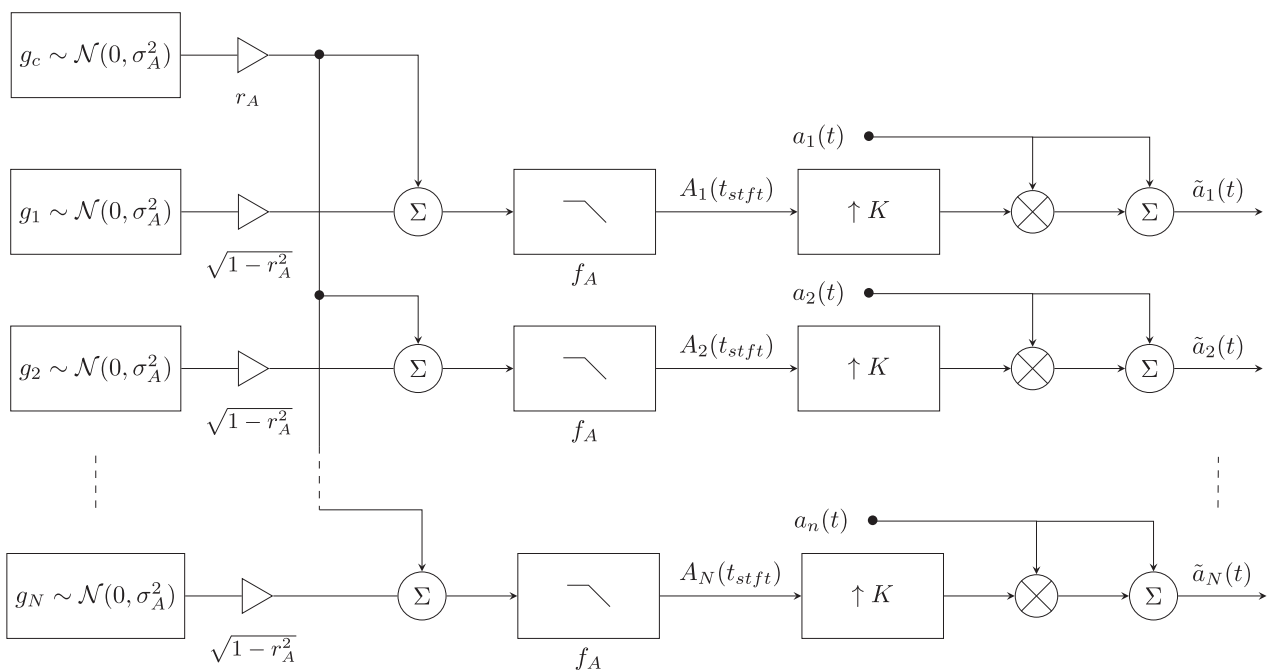 g_c ∼ 𝒩(0, σ_A^2)
r_A
a_1(t)
g_1 ∼ 𝒩(0, σ_A^2)
Σ
A_1(t_{stft})
↑ K
Σ
ã_1(t)
√(1 − r_A^2)
f_A
a_2(t)
g_2 ∼ 𝒩(0, σ_A^2)
Σ
A_2(t_{stft})
↑ K
Σ
ã_2(t)
√(1 − r_A^2)
f_A
a_n(t)
g_N ∼ 𝒩(0, σ_A^2)
Σ
A_N(t_{stft})
↑ K
Σ
ã_N(t)
√(1 − r_A^2)
f_A